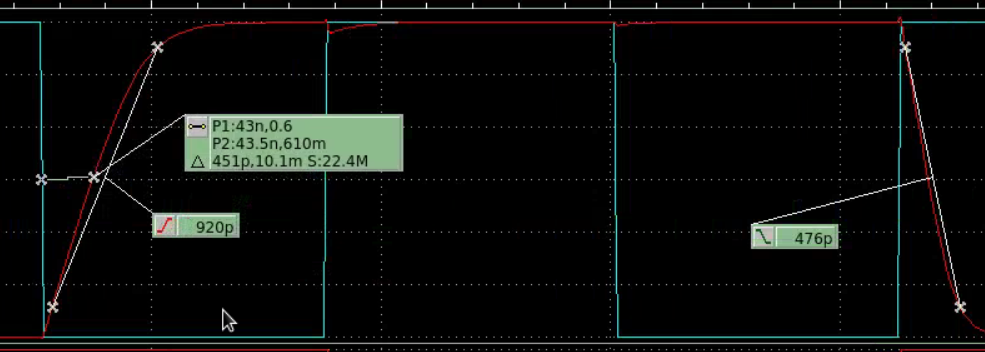 P1:43n,0.6
P2:43.5n,610m
△ 451p,10.1m S:22.4M
920p
476p